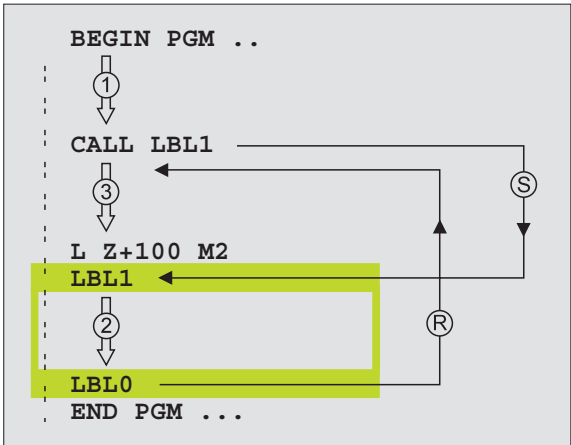 BEGIN PGM ..
1
CALL LBL1
S
3
L Z+100 M2
LBL1
2
R
LBL0
END PGM ...